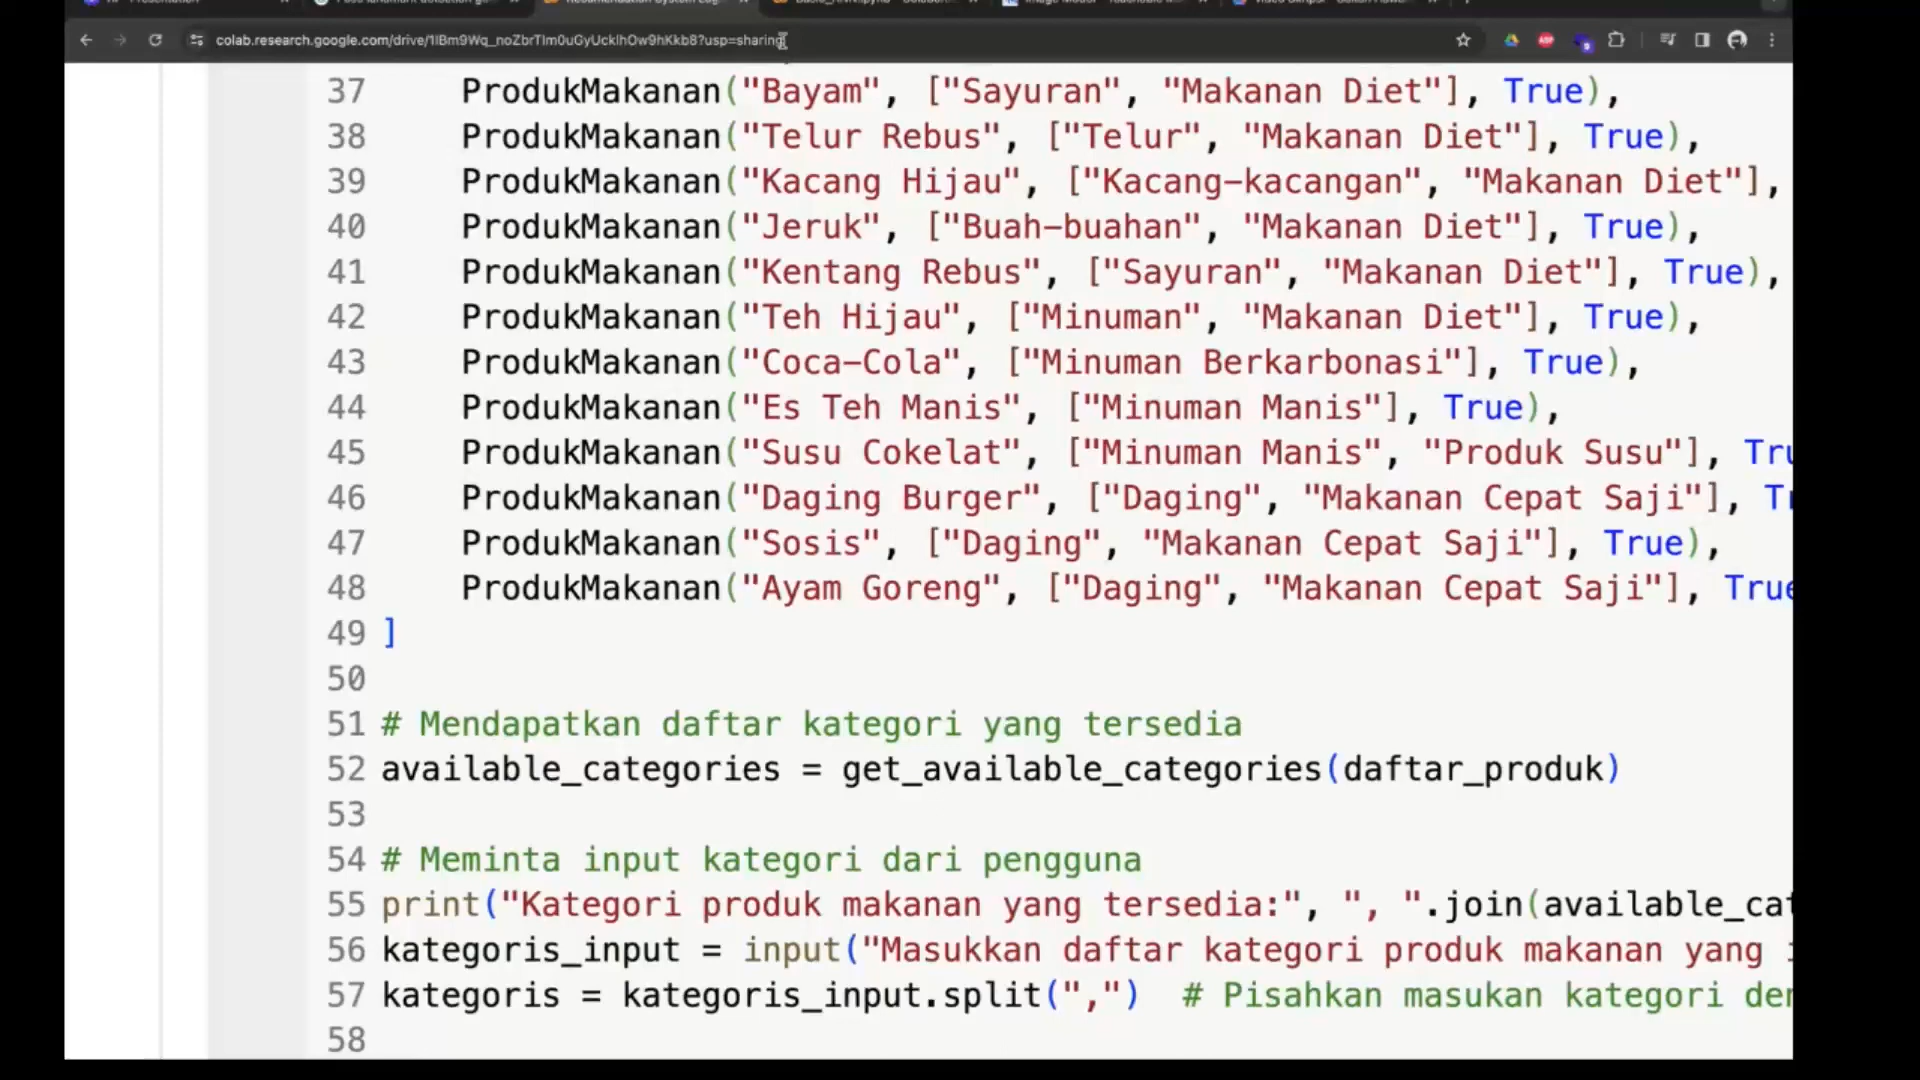 colab.research.google.com/drive/1lBm9Wq_noZbrTlm0uGyUcklhOw9hKkb8?usp=sharing
37 ProdukMakanan("Bayam", ["Sayuran", "Makanan Diet"], True),
38 ProdukMakanan("Telur Rebus", ["Telur", "Makanan Diet"], True),
39 ProdukMakanan("Kacang Hijau", ["Kacang-kacangan", "Makanan Diet"],
40 ProdukMakanan("Jeruk", ["Buah-buahan", "Makanan Diet"], True),
41 ProdukMakanan("Kentang Rebus", ["Sayuran", "Makanan Diet"], True),
42 ProdukMakanan("Teh Hijau", ["Minuman", "Makanan Diet"], True),
43 ProdukMakanan("Coca-Cola", ["Minuman Berkarbonasi"], True),
44 ProdukMakanan("Es Teh Manis", ["Minuman Manis"], True),
45 ProdukMakanan("Susu Cokelat", ["Minuman Manis", "Produk Susu"], Tru
46 ProdukMakanan("Daging Burger", ["Daging", "Makanan Cepat Saji"], Tr
47 ProdukMakanan("Sosis", ["Daging", "Makanan Cepat Saji"], True),
48 ProdukMakanan("Ayam Goreng", ["Daging", "Makanan Cepat Saji"], True
49 ]
50
51 # Mendapatkan daftar kategori yang tersedia
52 available_categories = get_available_categories(daftar_produk)
53
54 # Meminta input kategori dari pengguna
55 print("Kategori produk makanan yang tersedia:", ", ".join(available_cat
56 kategoris_input = input("Masukkan daftar kategori produk makanan yang
57 kategoris = kategoris_input.split(",") # Pisahkan masukan kategori den
58